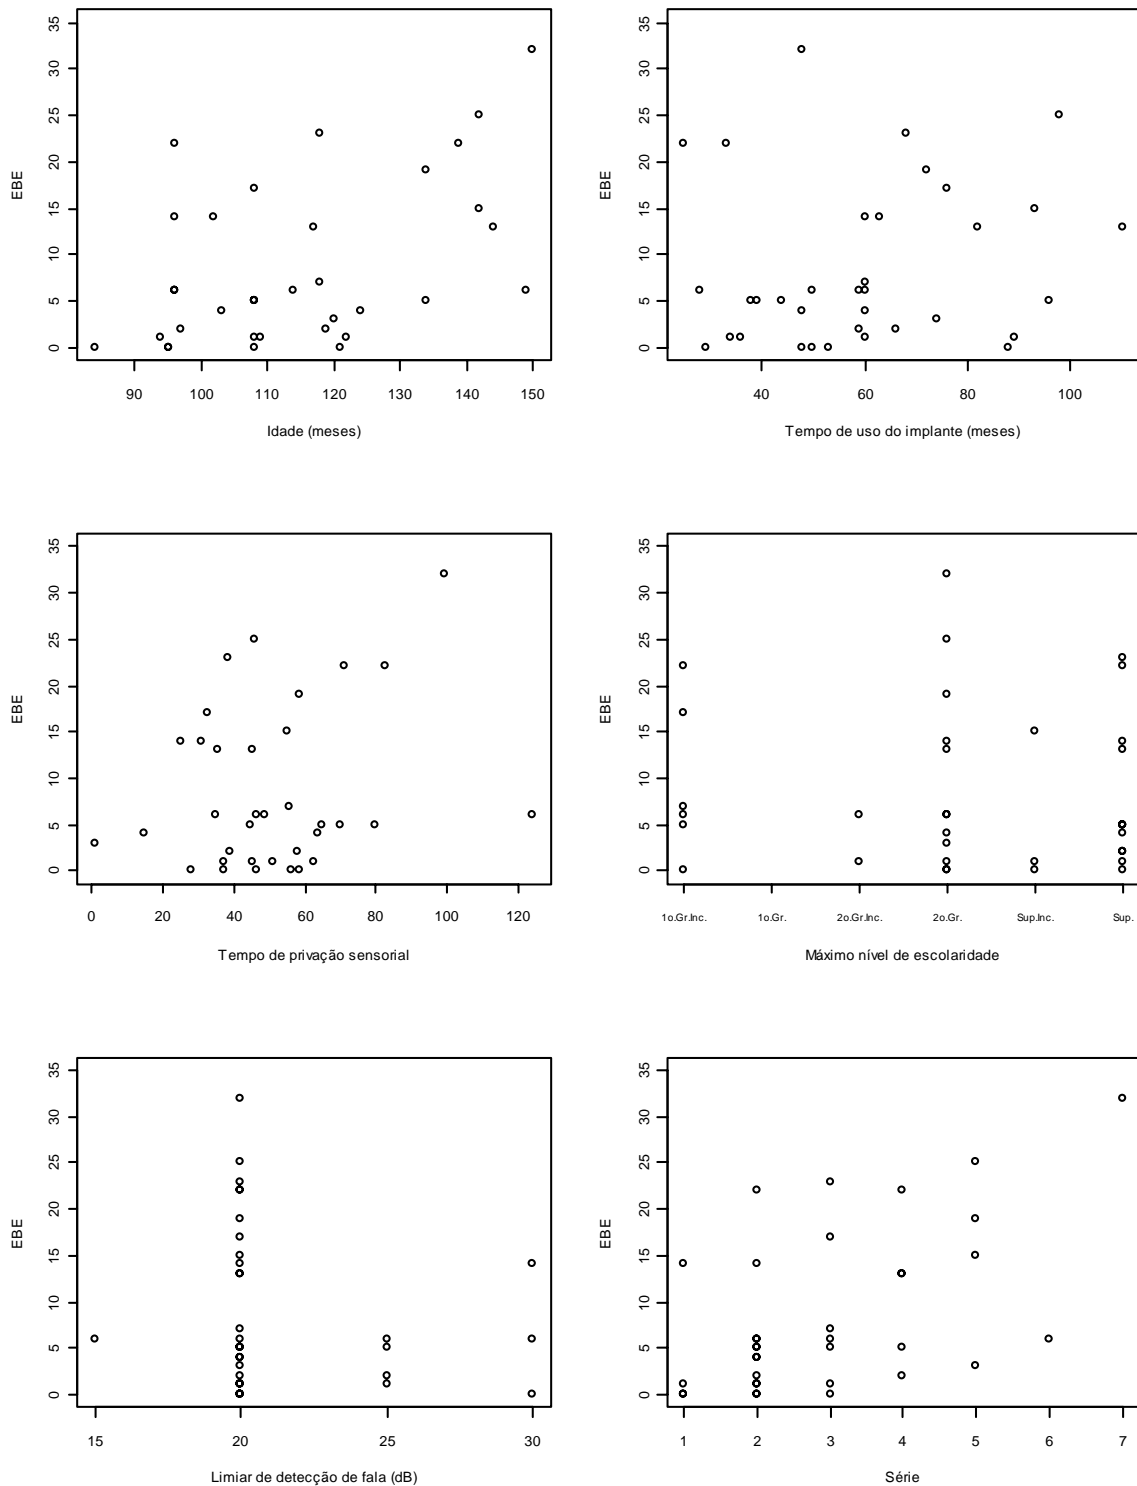 35
30
25
20
15
10
5
0
EBE
90 100 110 120 130 140 150
Idade (meses)
35
30
25
20
15
10
5
0
EBE
40 60 80 100
Tempo de uso do implante (meses)
35
30
25
20
15
10
5
0
EBE
0 20 40 60 80 100 120
Tempo de privação sensorial
35
30
25
20
15
10
5
0
EBE
1o.Gr.Inc. 1o.Gr. 2o.Gr.Inc. 2o.Gr. Sup.Inc. Sup.
Máximo nível de escolaridade
35
30
25
20
15
10
5
0
EBE
15 20 25 30
Limiar de detecção de fala (dB)
35
30
25
20
15
10
5
0
EBE
1 2 3 4 5 6 7
Série